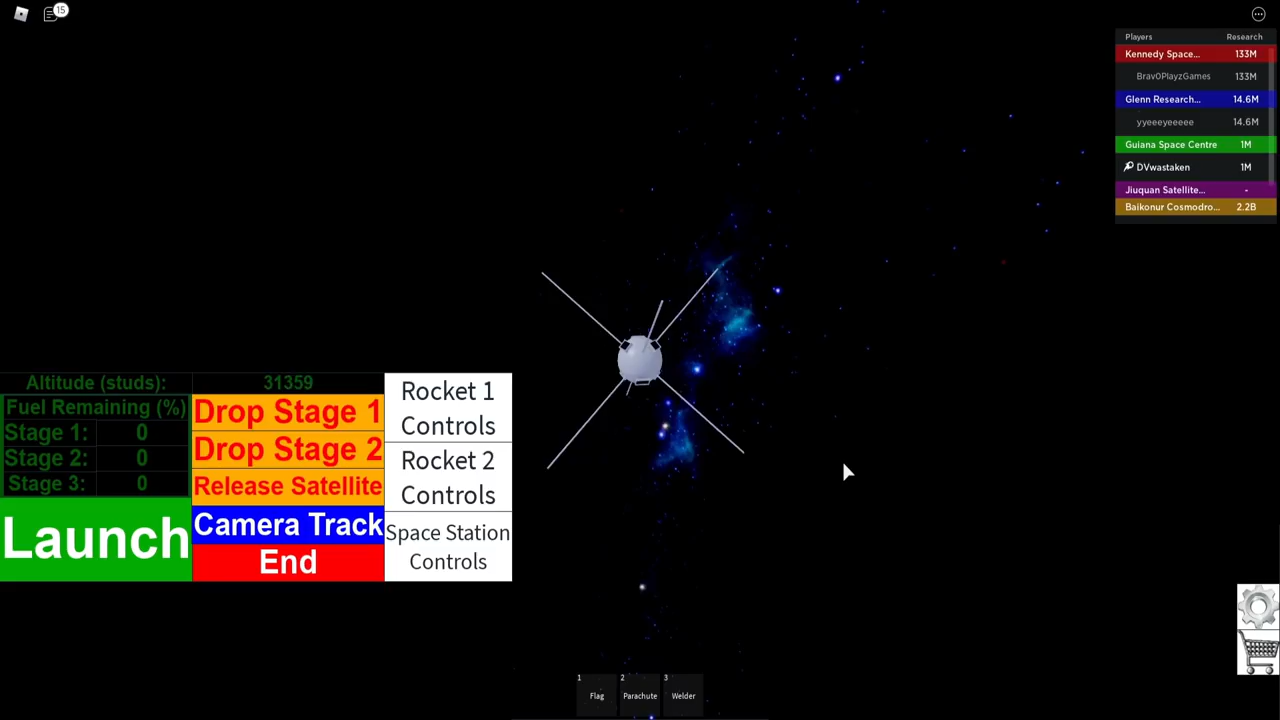 15
Players Research
Kennedy Space... 133M
Brav0PlayzGames 133M
Glenn Research... 14.6M
yyeeeyeeeee 14.6M
Guiana Space Centre 1M
DVwastaken 1M
Jiuquan Satellite... -
Baikonur Cosmodro... 2.2B
Altitude (studs): 31359
Fuel Remaining (%)
Stage 1: 0
Stage 2: 0
Stage 3: 0
Launch
Drop Stage 1
Drop Stage 2
Release Satellite
Camera Track
End
Rocket 1
Controls
Rocket 2
Controls
Space Station
Controls
1 2 3
Flag Parachute Welder